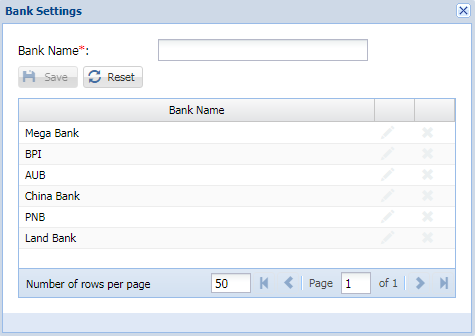 Bank Settings
Bank Name*:
Save Reset
Bank Name
Mega Bank
BPI
AUB
China Bank
PNB
Land Bank
Number of rows per page 50 Page 1 of 1